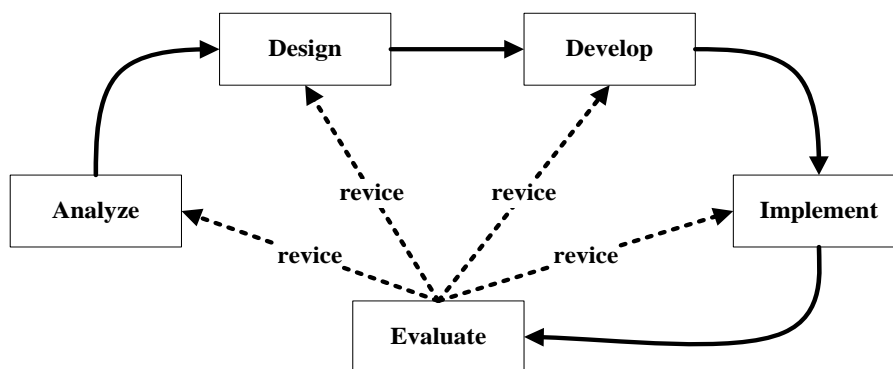 Design
Develop
revice
revice
Analyze
Implement
revice
revice
Evaluate